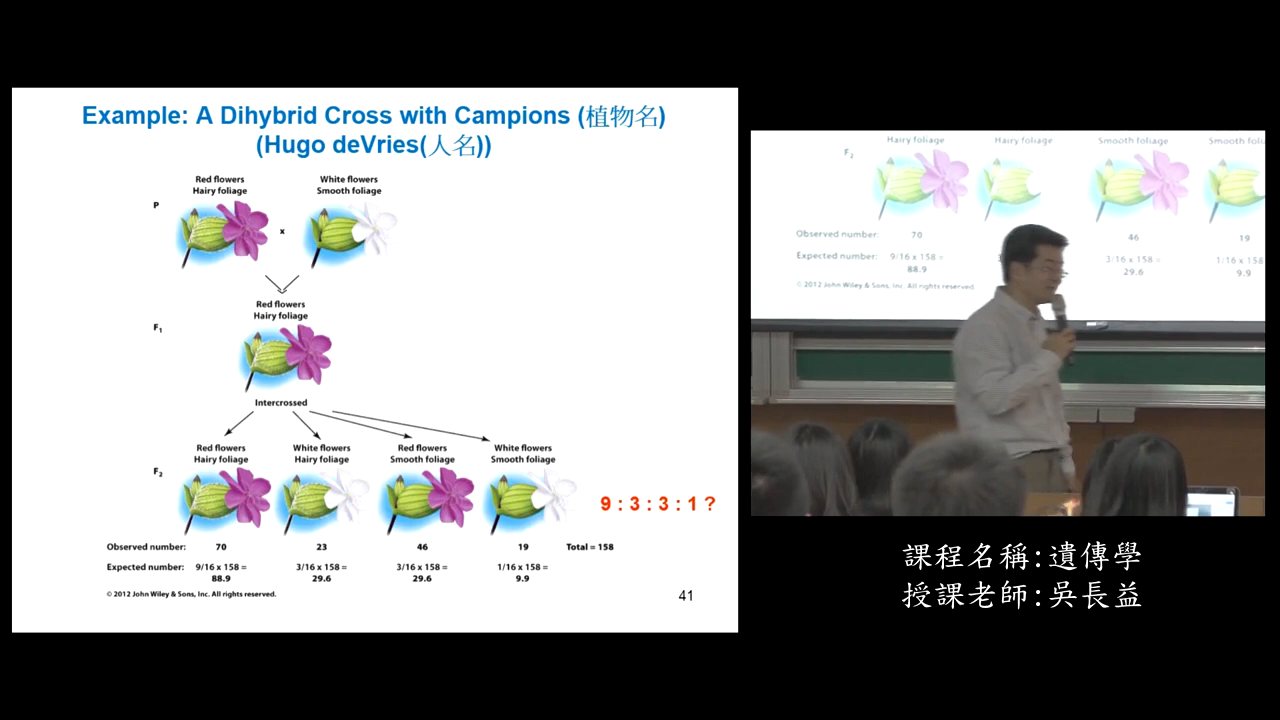 Example: A Dihybrid Cross with Campions (植物名)
(Hugo deVries(人名))
Red flowers
Hairy foliage
White flowers
Smooth foliage
P
x
Red flowers
Hairy foliage
F1
Intercrossed
Red flowers
Hairy foliage
White flowers
Hairy foliage
Red flowers
Smooth foliage
White flowers
Smooth foliage
F2
9 : 3 : 3 : 1 ?
Observed number: 70 23 46 19 Total = 158
Expected number: 9/16 x 158 = 3/16 x 158 = 3/16 x 158 = 1/16 x 158 =
88.9 29.6 29.6 9.9
© 2012 John Wiley & Sons, Inc. All rights reserved.
41
Hairy foliage Hairy foliage Smooth foliage
F2
Observed number: 70 46 19
Expected number: 9/16 x 158 = 3/16 x 158 = 1/16 x 158
88.9 29.6 9.9
© 2012 John Wiley & Sons, Inc. All rights reserved.
課程名稱:遺傳學
授課老師:吳長益